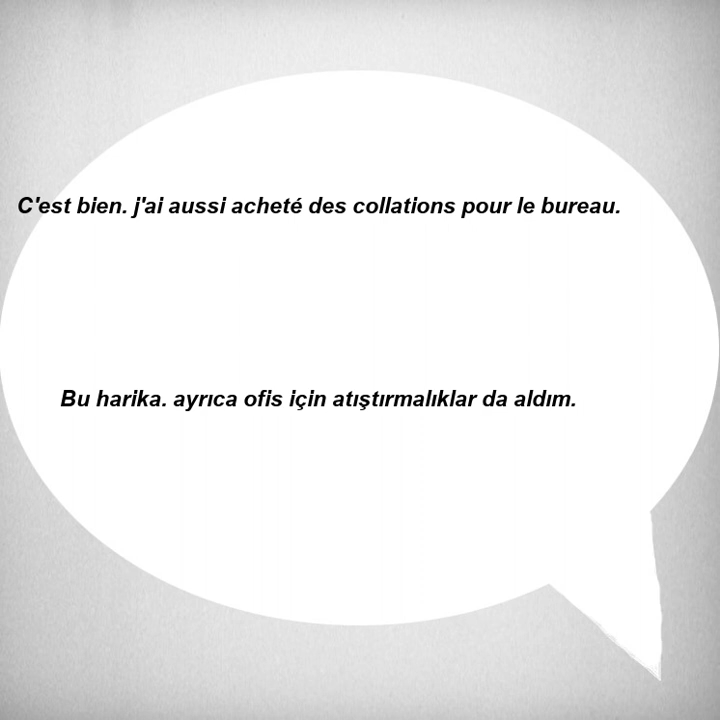 C'est bien. j'ai aussi acheté des collations pour le bureau.
Bu harika. ayrıca ofis için atıştırmalıklar da aldım.